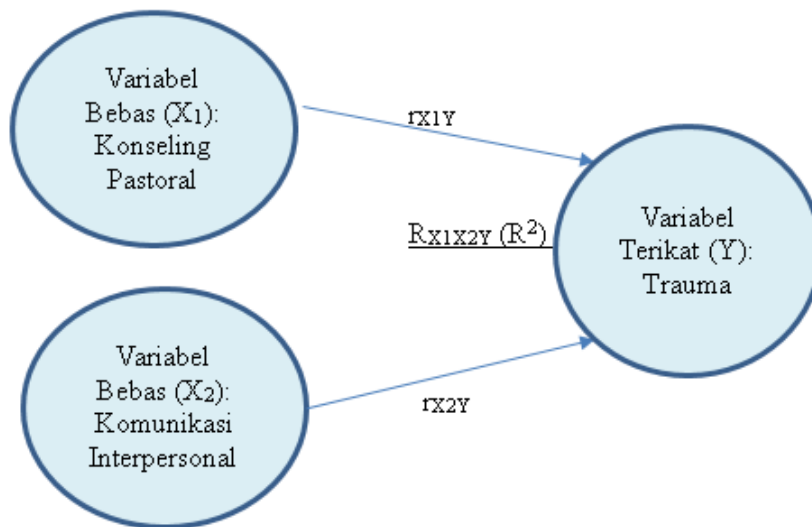 Variabel
Bebas (X₁):
Konseling
Pastoral
rX1Y
RX1X2Y (R²)
Variabel
Terikat (Y):
Trauma
Variabel
Bebas (X₂):
Komunikasi
Interpersonal
rX2Y